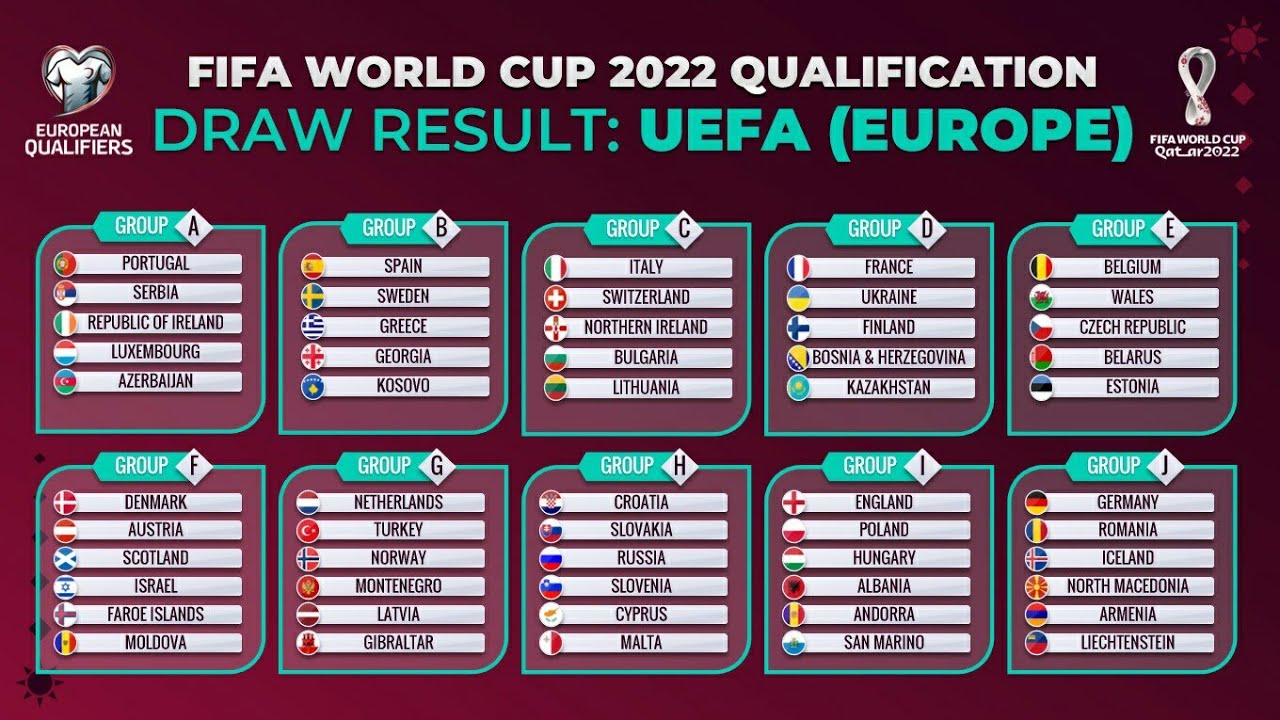 FIFA WORLD CUP 2022 QUALIFICATION
DRAW RESULT: UEFA (EUROPE)
EUROPEAN
QUALIFIERS
FIFA WORLD CUP
Qatar2022
GROUP A
PORTUGAL
SERBIA
REPUBLIC OF IRELAND
LUXEMBOURG
AZERBAIJAN
GROUP B
SPAIN
SWEDEN
GREECE
GEORGIA
KOSOVO
GROUP C
ITALY
SWITZERLAND
NORTHERN IRELAND
BULGARIA
LITHUANIA
GROUP D
FRANCE
UKRAINE
FINLAND
BOSNIA & HERZEGOVINA
KAZAKHSTAN
GROUP E
BELGIUM
WALES
CZECH REPUBLIC
BELARUS
ESTONIA
GROUP F
DENMARK
AUSTRIA
SCOTLAND
ISRAEL
FAROE ISLANDS
MOLDOVA
GROUP G
NETHERLANDS
TURKEY
NORWAY
MONTENEGRO
LATVIA
GIBRALTAR
GROUP H
CROATIA
SLOVAKIA
RUSSIA
SLOVENIA
CYPRUS
MALTA
GROUP I
ENGLAND
POLAND
HUNGARY
ALBANIA
ANDORRA
SAN MARINO
GROUP J
GERMANY
ROMANIA
ICELAND
NORTH MACEDONIA
ARMENIA
LIECHTENSTEIN